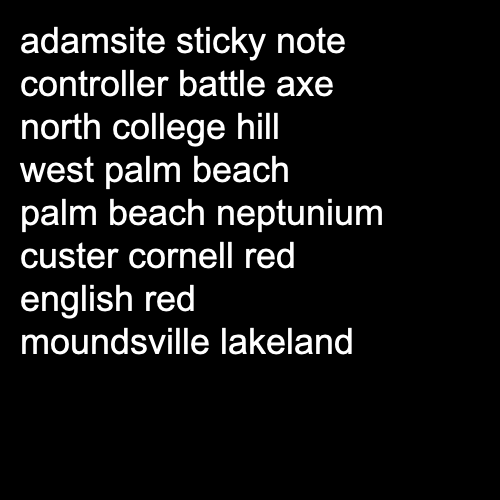 adamsite sticky note
controller battle axe
north college hill
west palm beach
palm beach neptunium
custer cornell red
english red
moundsville lakeland